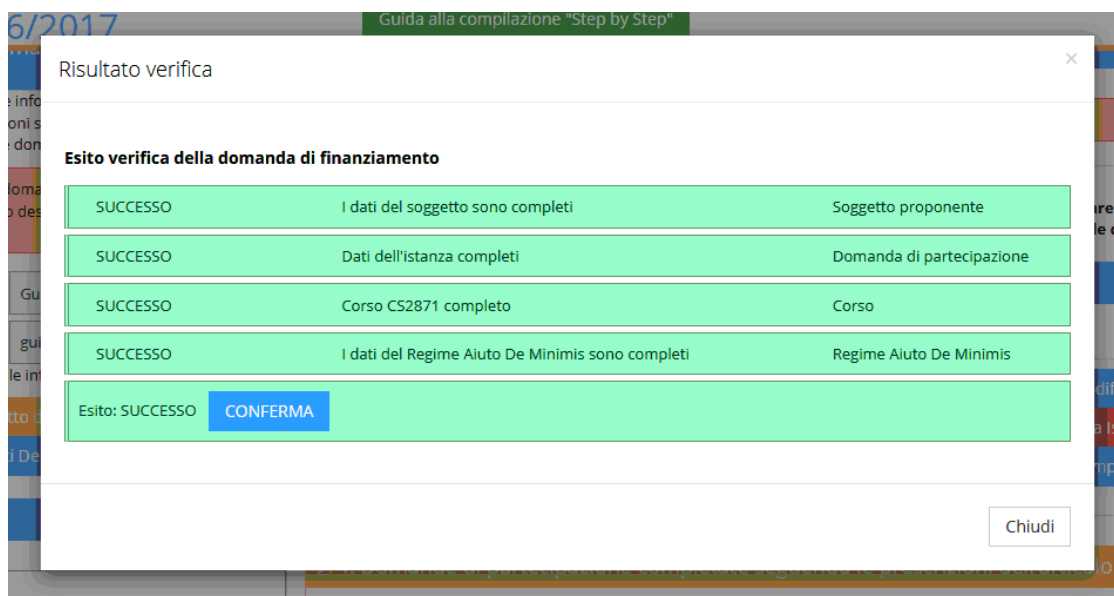 6/2017
Guida alla compilazione "Step by Step"
Risultato verifica
×
Esito verifica della domanda di finanziamento
SUCCESSO I dati del soggetto sono completi Soggetto proponente
SUCCESSO Dati dell'istanza completi Domanda di partecipazione
SUCCESSO Corso CS2871 completo Corso
SUCCESSO I dati del Regime Aiuto De Minimis sono completi Regime Aiuto De Minimis
Esito: SUCCESSO CONFERMA
Chiudi